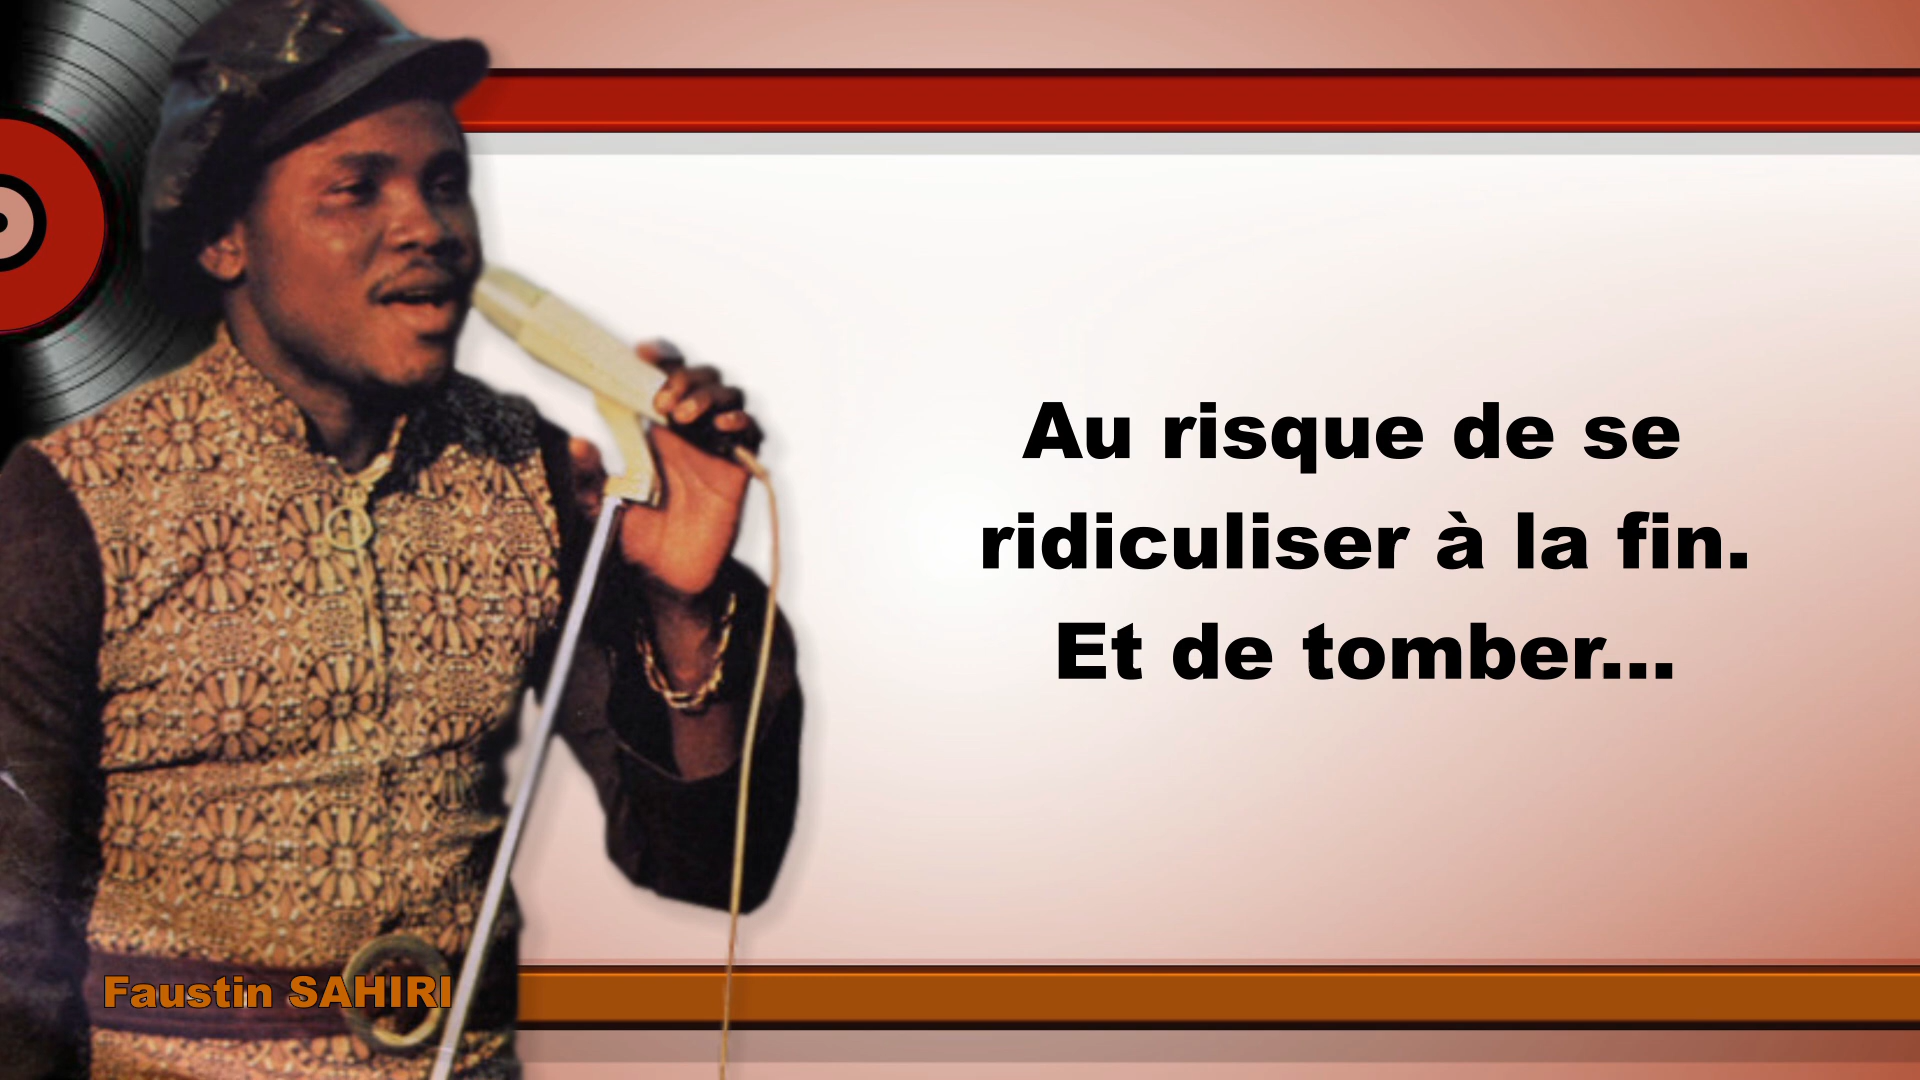 Au risque de se
ridiculiser à la fin.
Et de tomber...
Faustin SAHIRI